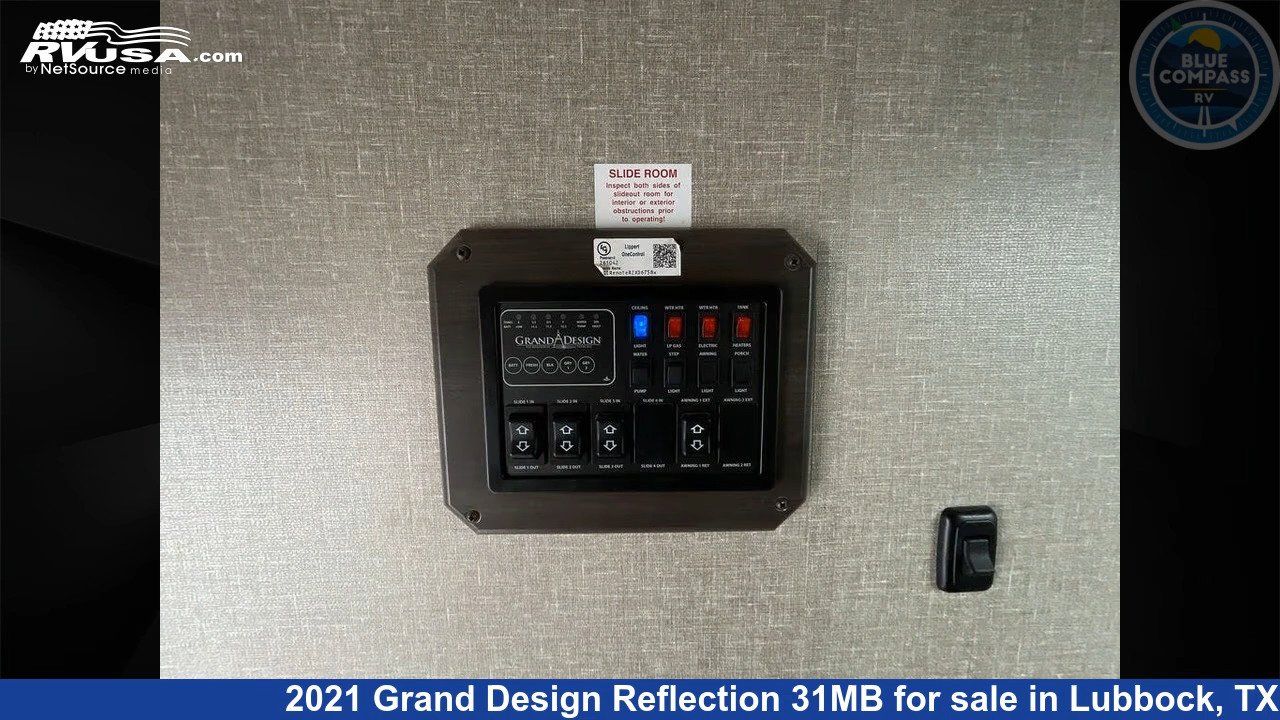 RVUSA.com
by NetSource media
BLUE
COMPASS
RV
SLIDE ROOM
Inspect both sides of
slideout room for
interior or exterior
obstructions prior
to operating!
Lippert
OneControl
GRAND DESIGN
BATT FRESH BLK GRY 1 GRY 2
CEILING WTR HTR WTR HTR TANK
LIGHT LP GAS ELECTRIC HEATERS
WATER STEP AWNING PORCH
PUMP LIGHT LIGHT LIGHT
SLIDE 1 IN SLIDE 2 IN SLIDE 3 IN SLIDE 4 IN AWNING 1 EXT AWNING 2 EXT
SLIDE 1 OUT SLIDE 2 OUT SLIDE 3 OUT SLIDE 4 OUT AWNING 1 RET AWNING 2 RET
2021 Grand Design Reflection 31MB for sale in Lubbock, TX